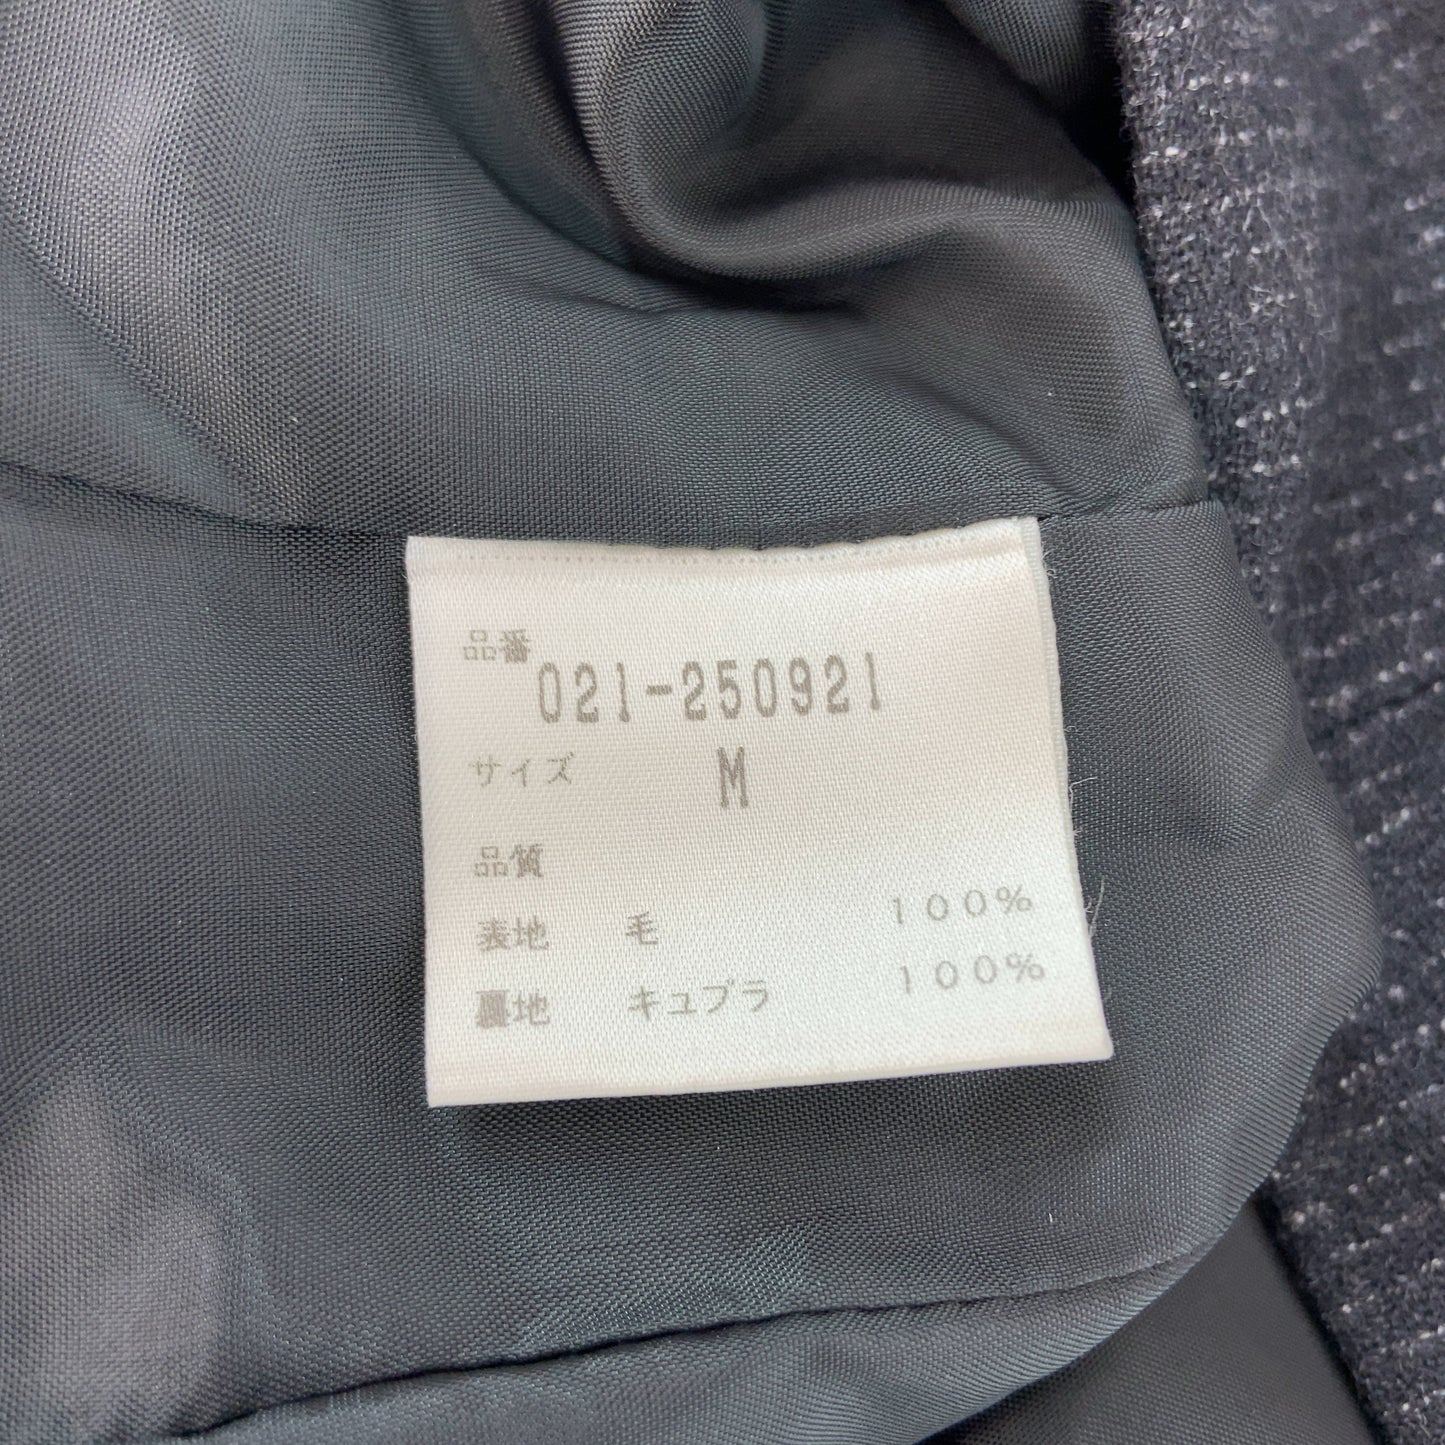 品番 021-250921
サイズ M
品質
表地 毛 100%
裏地 キュプラ 100%